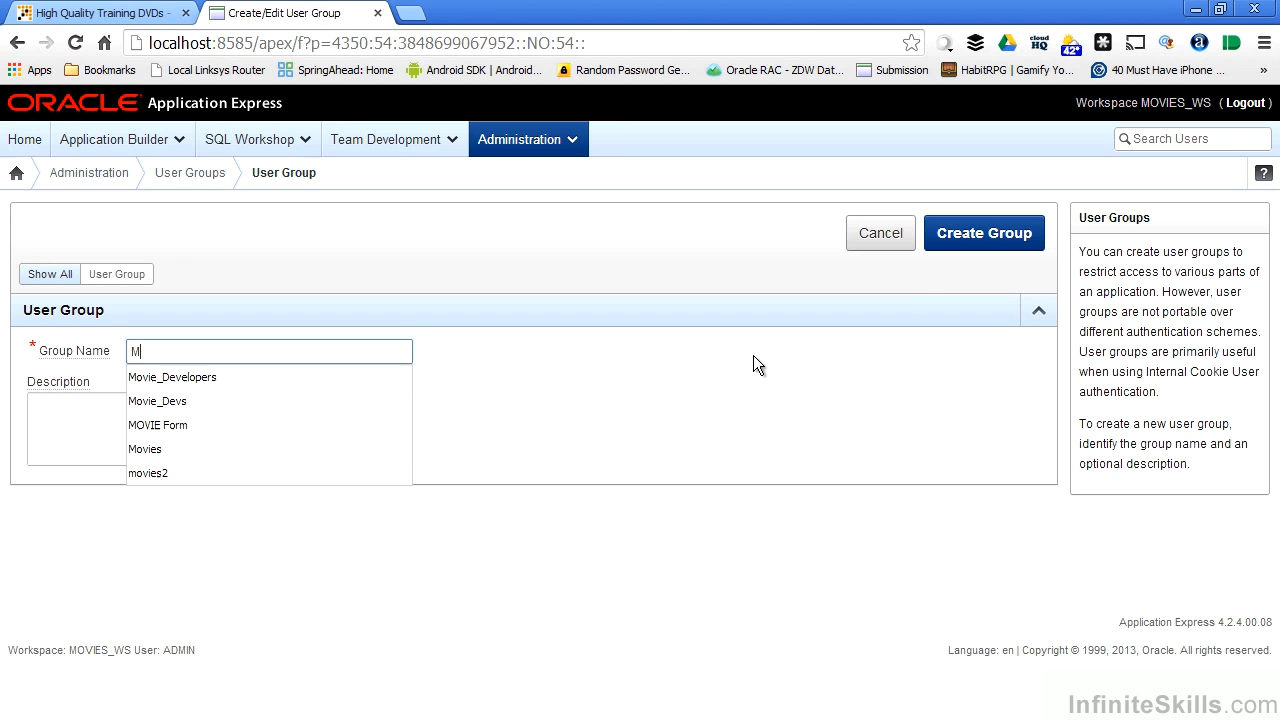 High Quality Training DVDs -
Create/Edit User Group
localhost:8585/apex/f?p=4350:54:3848699067952::NO:54::
cloud
HQ
42°
Apps
Bookmarks
Local Linksys Router
SpringAhead: Home
Android SDK | Android...
Random Password Ge...
Oracle RAC - ZDW Dat...
Submission
HabitRPG | Gamify Yo...
40 Must Have iPhone ...
»
ORACLE Application Express
Workspace MOVIES_WS ( Logout )
Home
Application Builder
SQL Workshop
Team Development
Administration
Search Users
Administration
User Groups
User Group
?
Cancel
Create Group
Show All
User Group
User Group
* Group Name
M
Movie_Developers
Movie_Devs
MOVIE Form
Movies
movies2
Description
User Groups
You can create user groups to
restrict access to various parts of
an application. However, user
groups are not portable over
different authentication schemes.
User groups are primarily useful
when using Internal Cookie User
authentication.
To create a new user group,
identify the group name and an
optional description.
Application Express 4.2.4.00.08
Workspace: MOVIES_WS User: ADMIN
Language: en | Copyright © 1999, 2013, Oracle. All rights reserved.
InfiniteSkills.com